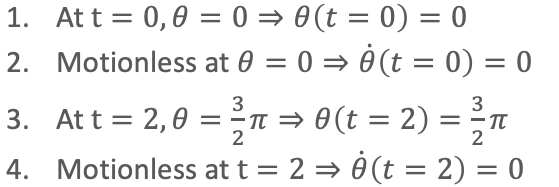 1. At t = 0, θ = 0 ⇒ θ(t = 0) = 0
2. Motionless at θ = 0 ⇒ θ̇(t = 0) = 0
3. At t = 2, θ = 3/2 π ⇒ θ(t = 2) = 3/2 π
4. Motionless at t = 2 ⇒ θ̇(t = 2) = 0